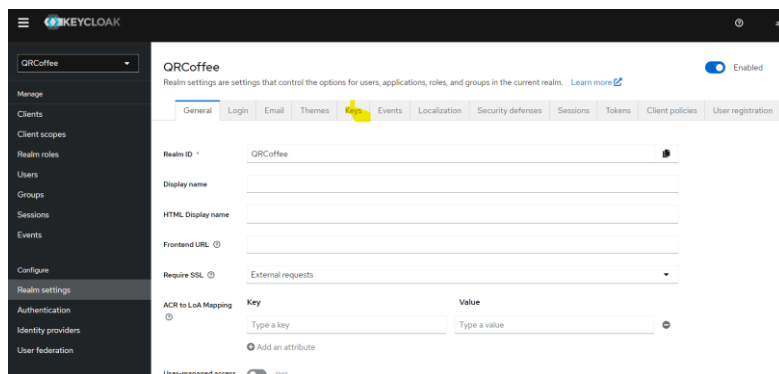 KEYCLOAK
QRCoffee
QRCoffee
Enabled
Realm settings are settings that control the options for users, applications, roles, and groups in the current realm. Learn more
Manage
General Login Email Themes Keys Events Localization Security defenses Sessions Tokens Client policies User registration
Clients
Client scopes
Realm roles
Users
Groups
Sessions
Events
Configure
Realm settings
Authentication
Identity providers
User federation
Realm ID * QRCoffee
Display name
HTML Display name
Frontend URL
Require SSL External requests
ACR to LoA Mapping
Key Value
Type a key Type a value
Add an attribute
User-managed access